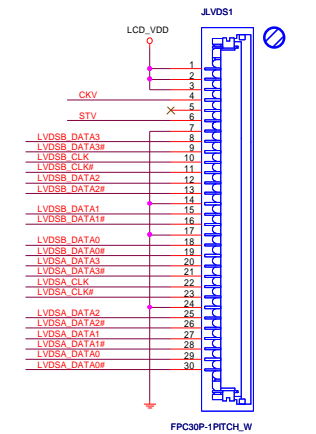 JLVDS1
LCD_VDD
1
2
3
CKV 4
5
STV 6
7
LVDSB_DATA3 8
LVDSB_DATA3# 9
LVDSB_CLK 10
LVDSB_CLK# 11
LVDSB_DATA2 12
LVDSB_DATA2# 13
14
LVDSB_DATA1 15
LVDSB_DATA1# 16
17
LVDSB_DATA0 18
LVDSB_DATA0# 19
LVDSA_DATA3 20
LVDSA_DATA3# 21
LVDSA_CLK 22
LVDSA_CLK# 23
24
LVDSA_DATA2 25
LVDSA_DATA2# 26
LVDSA_DATA1 27
LVDSA_DATA1# 28
LVDSA_DATA0 29
LVDSA_DATA0# 30
FPC30P-1PITCH_W